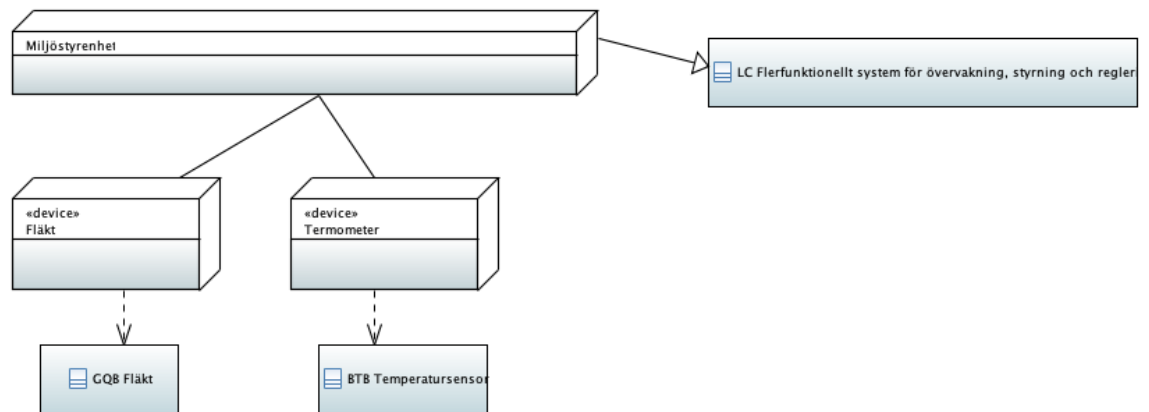 Miljöstyrenhet
LC Flerfunktionellt system för övervakning, styrning och regler
«device»
Fläkt
«device»
Termometer
GQB Fläkt
BTB Temperatursensor